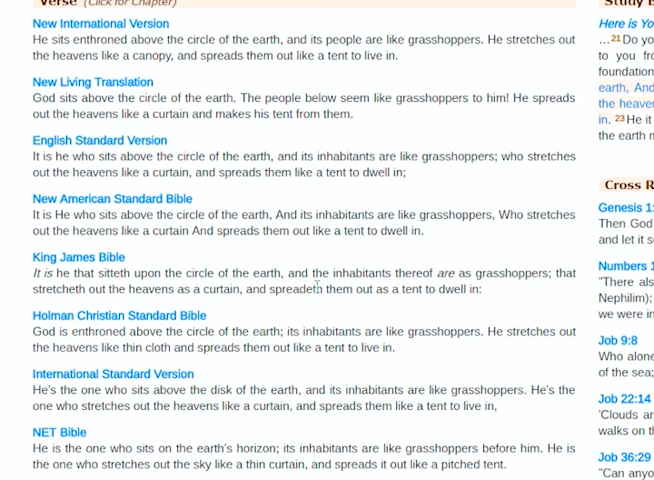 Verse (Click for Chapter)
New International Version
He sits enthroned above the circle of the earth, and its people are like grasshoppers. He stretches out
the heavens like a canopy, and spreads them out like a tent to live in.
New Living Translation
God sits above the circle of the earth. The people below seem like grasshoppers to him! He spreads
out the heavens like a curtain and makes his tent from them.
English Standard Version
It is he who sits above the circle of the earth, and its inhabitants are like grasshoppers; who stretches
out the heavens like a curtain, and spreads them like a tent to dwell in;
New American Standard Bible
It is He who sits above the circle of the earth, And its inhabitants are like grasshoppers, Who stretches
out the heavens like a curtain And spreads them out like a tent to dwell in.
King James Bible
It is he that sitteth upon the circle of the earth, and the inhabitants thereof are as grasshoppers; that
stretcheth out the heavens as a curtain, and spreadeth them out as a tent to dwell in:
Holman Christian Standard Bible
God is enthroned above the circle of the earth; its inhabitants are like grasshoppers. He stretches out
the heavens like thin cloth and spreads them out like a tent to live in.
International Standard Version
He's the one who sits above the disk of the earth, and its inhabitants are like grasshoppers. He's the
one who stretches out the heavens like a curtain, and spreads them like a tent to live in,
NET Bible
He is the one who sits on the earth's horizon; its inhabitants are like grasshoppers before him. He is
the one who stretches out the sky like a thin curtain, and spreads it out like a pitched tent.
Study B
Here is Yo
...21 Do yo
to you fro
foundation
earth, And
the heaven
in. 23 He it
the earth m
Cross R
Genesis 1:
Then God
and let it s
Numbers 1
"There als
Nephilim);
we were in
Job 9:8
Who alone
of the sea;
Job 22:14
'Clouds ar
walks on th
Job 36:29
"Can anyo